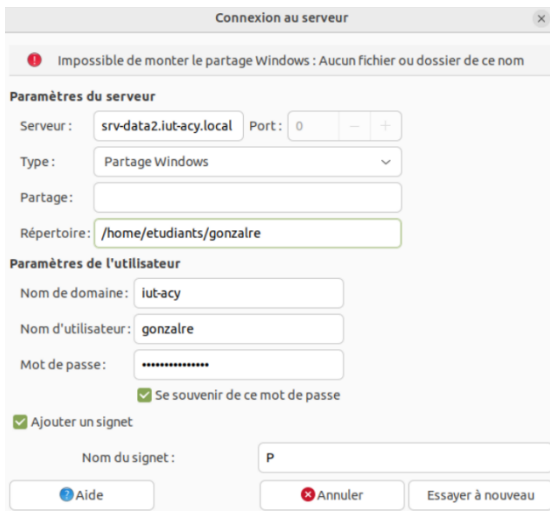 Connexion au serveur
Impossible de monter le partage Windows : Aucun fichier ou dossier de ce nom
Paramètres du serveur
Serveur : srv-data2.iut-acy.local Port : 0
Type : Partage Windows
Partage :
Répertoire : /home/etudiants/gonzalre
Paramètres de l'utilisateur
Nom de domaine : iut-acy
Nom d'utilisateur : gonzalre
Mot de passe : •••••••••••••••
Se souvenir de ce mot de passe
Ajouter un signet
Nom du signet : P
Aide Annuler Essayer à nouveau